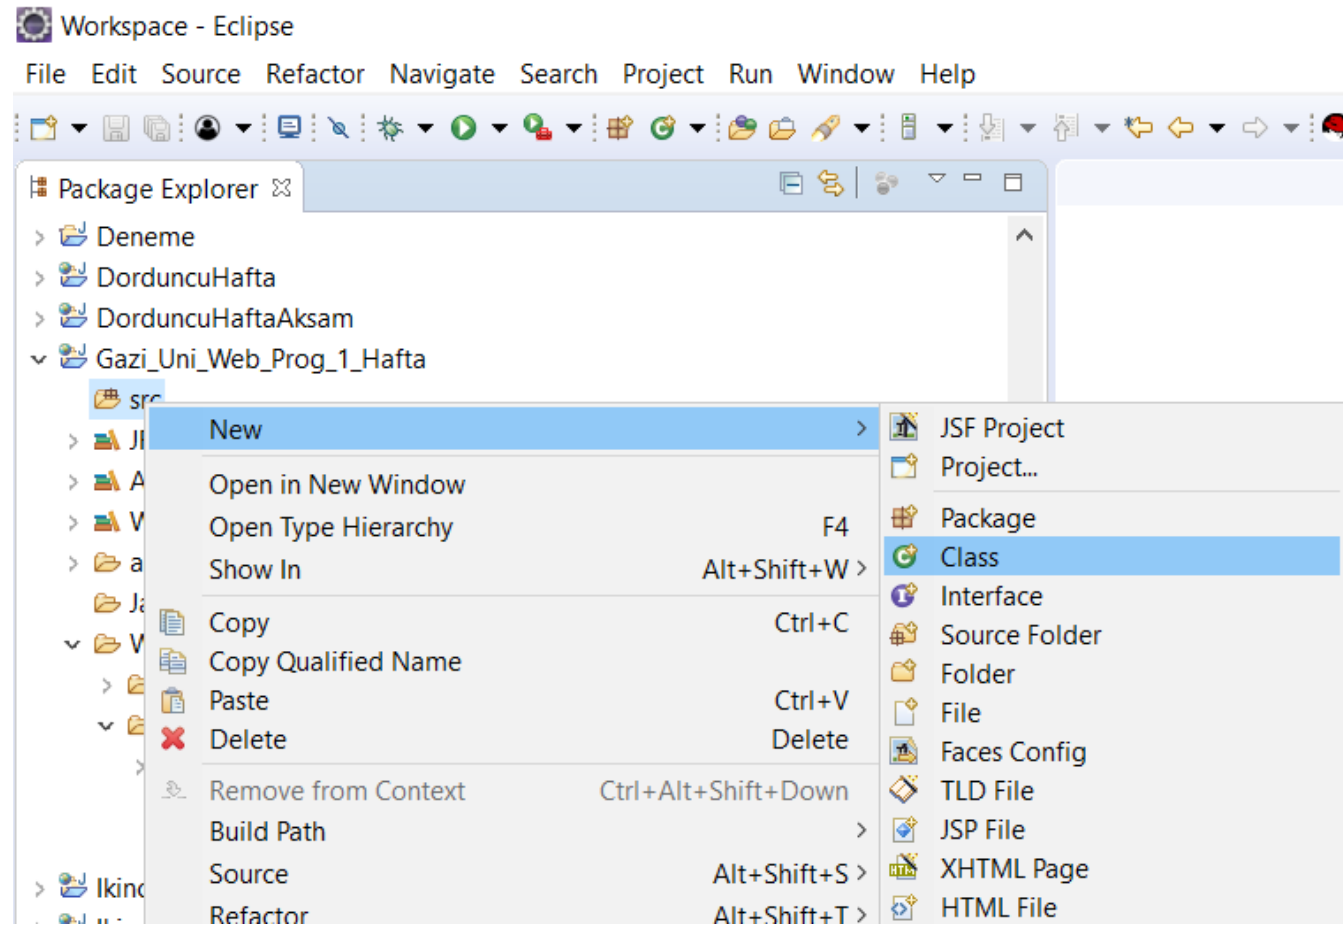 Workspace - Eclipse
File Edit Source Refactor Navigate Search Project Run Window Help
Package Explorer
Deneme
DorduncuHafta
DorduncuHaftaAksam
Gazi_Uni_Web_Prog_1_Hafta
src
New
Open in New Window
Open Type Hierarchy F4
Show In Alt+Shift+W >
Copy Ctrl+C
Copy Qualified Name
Paste Ctrl+V
Delete Delete
Remove from Context Ctrl+Alt+Shift+Down
Build Path >
Source Alt+Shift+S >
Refactor Alt+Shift+T >
JSF Project
Project...
Package
Class
Interface
Source Folder
Folder
File
Faces Config
TLD File
JSP File
XHTML Page
HTML File